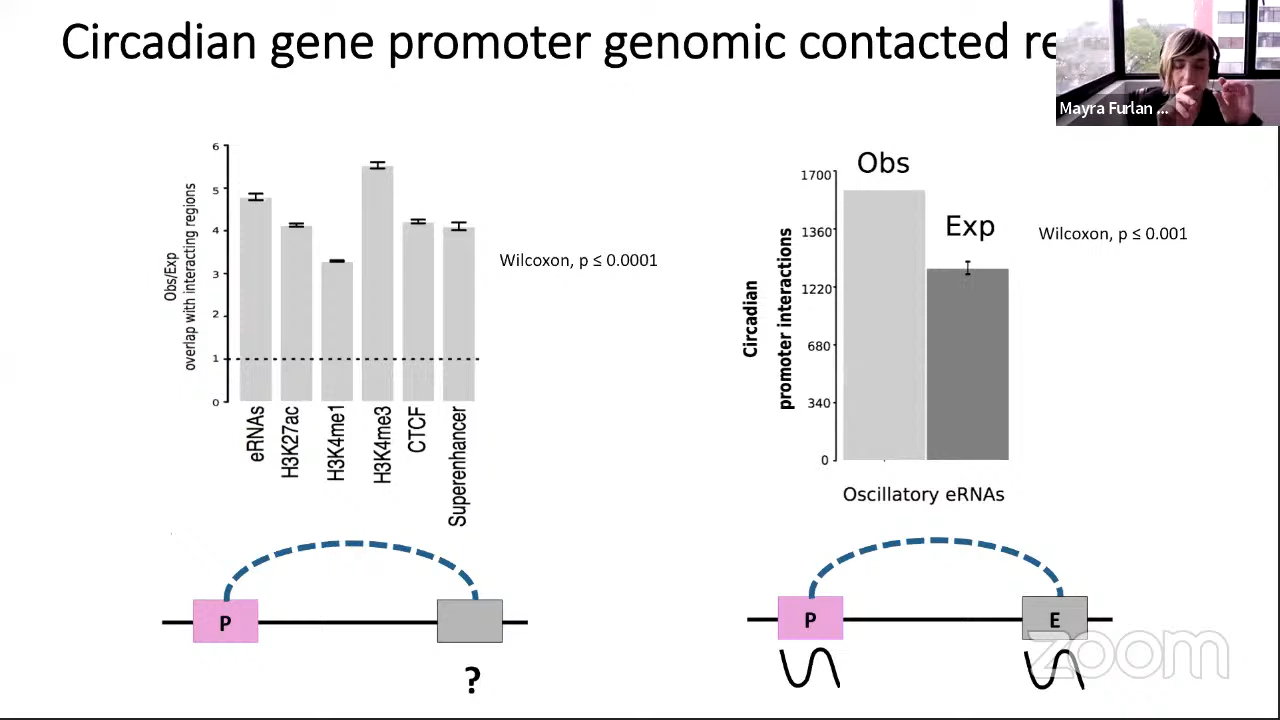 Circadian gene promoter genomic contacted re
Mayra Furlan ...
6
5
4
3
2
1
0
Obs/Exp
overlap with interacting regions
eRNAs
H3K27ac
H3K4me1
H3K4me3
CTCF
Superenhancer
Wilcoxon, p ≤ 0.0001
Obs
Exp
1700
1360
1220
680
340
0
Circadian
promoter interactions
Oscillatory eRNAs
Wilcoxon, p ≤ 0.001
P
?
P
E
zoom